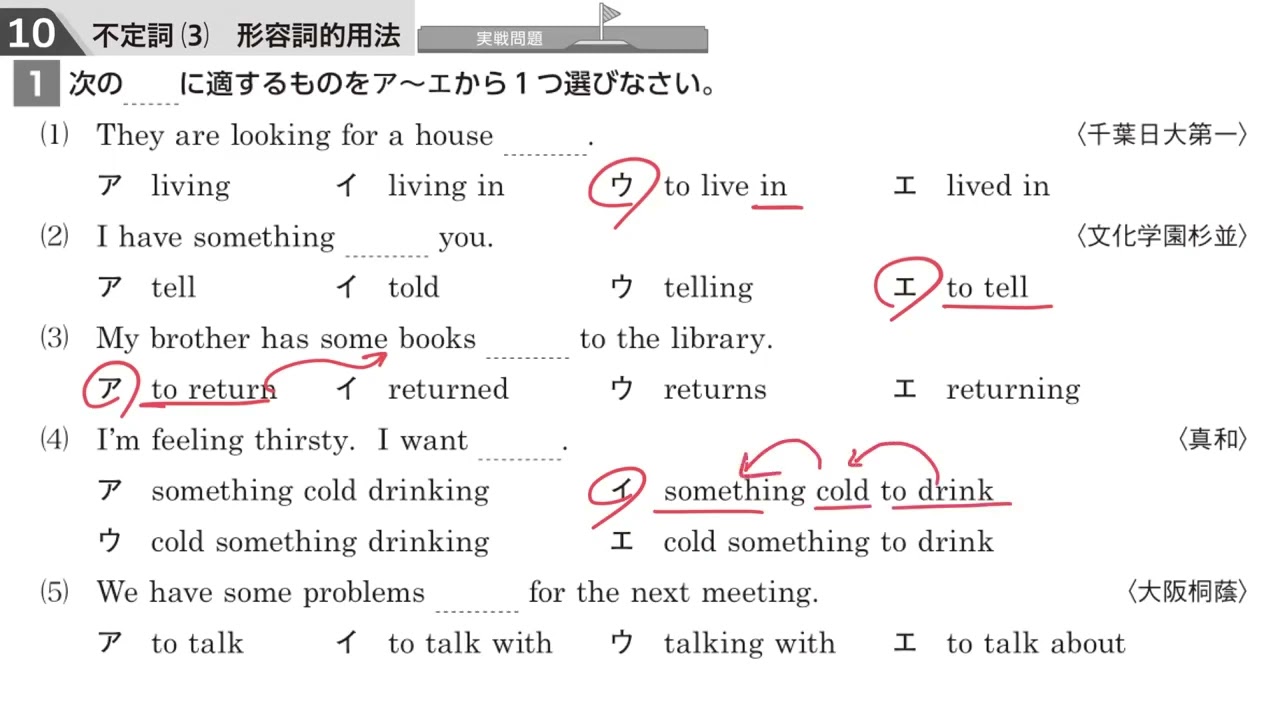 10 不定詞⑶ 形容詞的用法 実戦問題
1 次の に適するものをア〜エから1つ選びなさい。
⑴ They are looking for a house . 〈千葉日大第一〉
ア living イ living in ウ to live in エ lived in
⑵ I have something you. 〈文化学園杉並〉
ア tell イ told ウ telling エ to tell
⑶ My brother has some books to the library.
ア to return イ returned ウ returns エ returning
⑷ I'm feeling thirsty. I want . 〈真和〉
ア something cold drinking イ something cold to drink
ウ cold something drinking エ cold something to drink
⑸ We have some problems for the next meeting. 〈大阪桐蔭〉
ア to talk イ to talk with ウ talking with エ to talk about